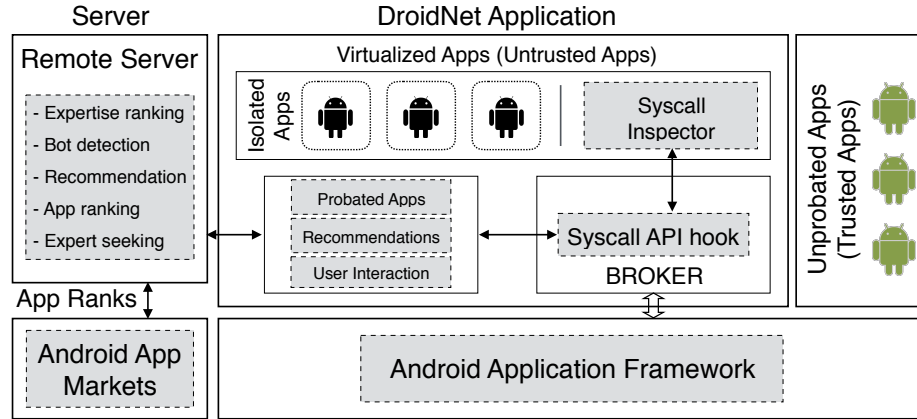 Server
Remote Server
- Expertise ranking
- Bot detection
- Recommendation
- App ranking
- Expert seeking
App Ranks
Android App
Markets
DroidNet Application
Virtualized Apps (Untrusted Apps)
Isolated
Apps
Syscall
Inspector
Probated Apps
Recommendations
User Interaction
Syscall API hook
BROKER
Unprobated Apps
(Trusted Apps)
Android Application Framework